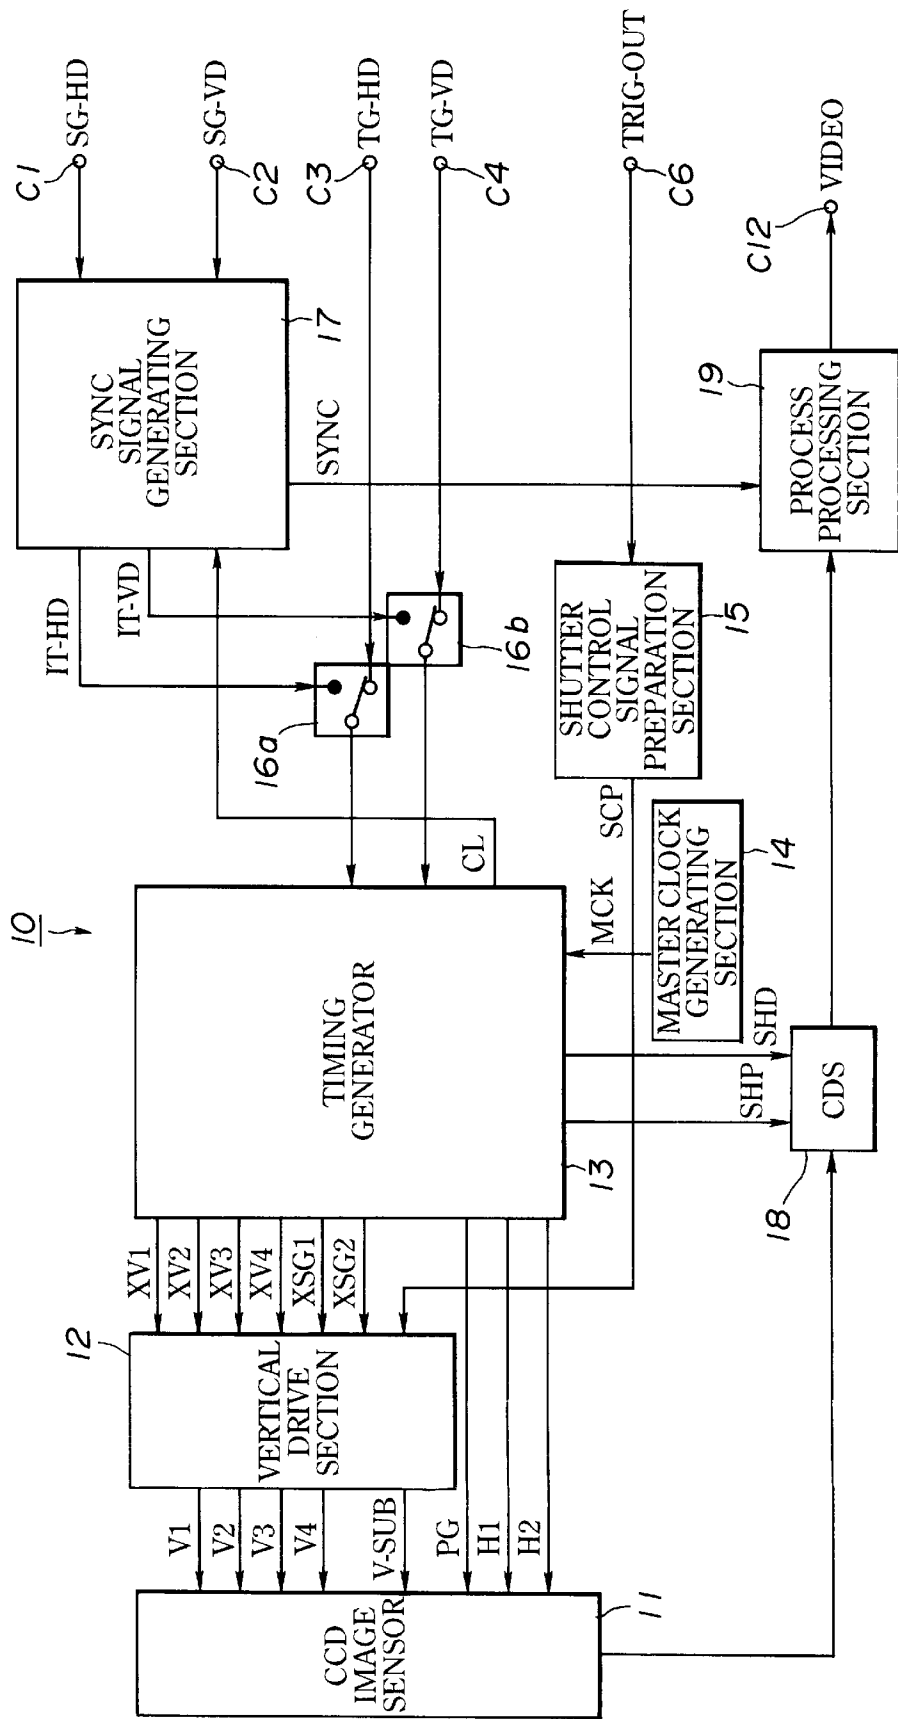 10
CCD
IMAGE
SENSOR
11
V1
V2
V3
V4
V-SUB
PG
H1
H2
12
VERTICAL
DRIVE
SECTION
XV1
XV2
XV3
XV4
XSG1
XSG2
TIMING
GENERATOR
13
CL
MCK
SCP
SHP
SHD
MASTER CLOCK
GENERATING
SECTION
14
SHUTTER
CONTROL
SIGNAL
PREPARATION
SECTION
15
16a
16b
IT-HD
IT-VD
SYNC
SIGNAL
GENERATING
SECTION
17
SYNC
CDS
18
PROCESS
PROCESSING
SECTION
19
C1
SG-HD
C2
SG-VD
C3
TG-HD
C4
TG-VD
C6
TRIG-OUT
C12
VIDEO